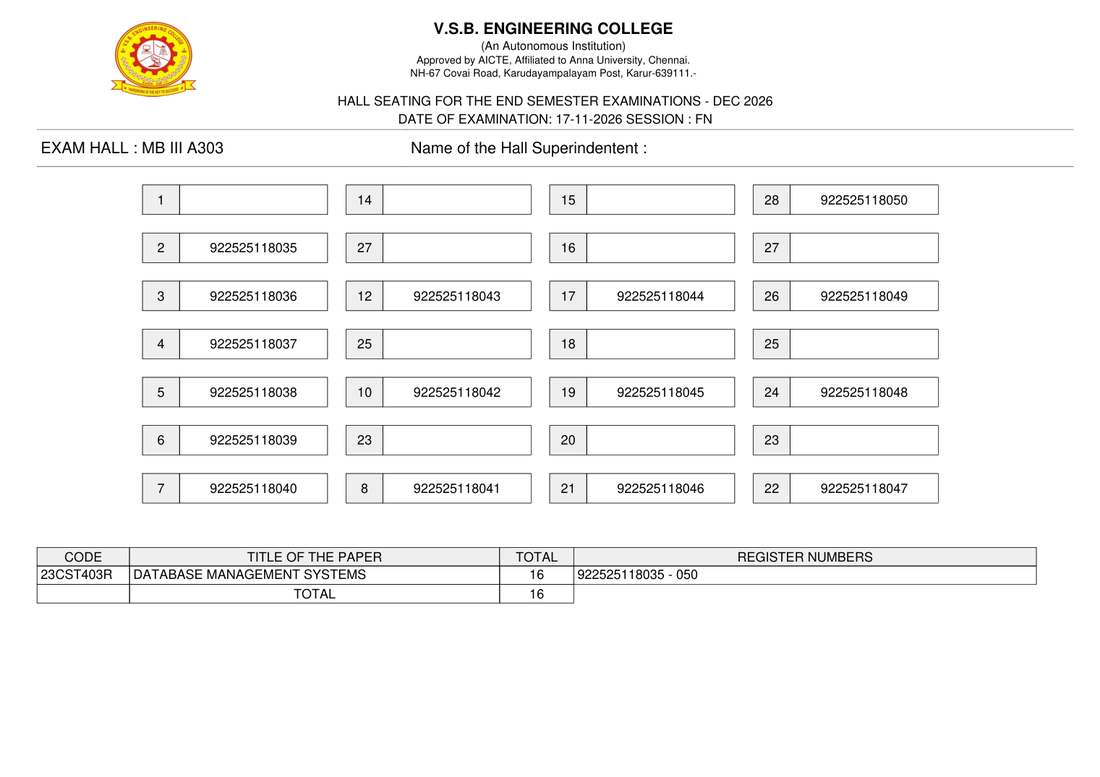 V.S.B. ENGINEERING COLLEGE
(An Autonomous Institution)
Approved by AICTE, Affiliated to Anna University, Chennai.
NH-67 Covai Road, Karudayampalayam Post, Karur-639111.-
HALL SEATING FOR THE END SEMESTER EXAMINATIONS - DEC 2026
DATE OF EXAMINATION: 17-11-2026 SESSION : FN
EXAM HALL : MB III A303 Name of the Hall Superindentent :
1 14 15 28 922525118050
2 922525118035 27 16 27
3 922525118036 12 922525118043 17 922525118044 26 922525118049
4 922525118037 25 18 25
5 922525118038 10 922525118042 19 922525118045 24 922525118048
6 922525118039 23 20 23
7 922525118040 8 922525118041 21 922525118046 22 922525118047
CODE TITLE OF THE PAPER TOTAL REGISTER NUMBERS
23CST403R DATABASE MANAGEMENT SYSTEMS 16 922525118035 - 050
TOTAL 16